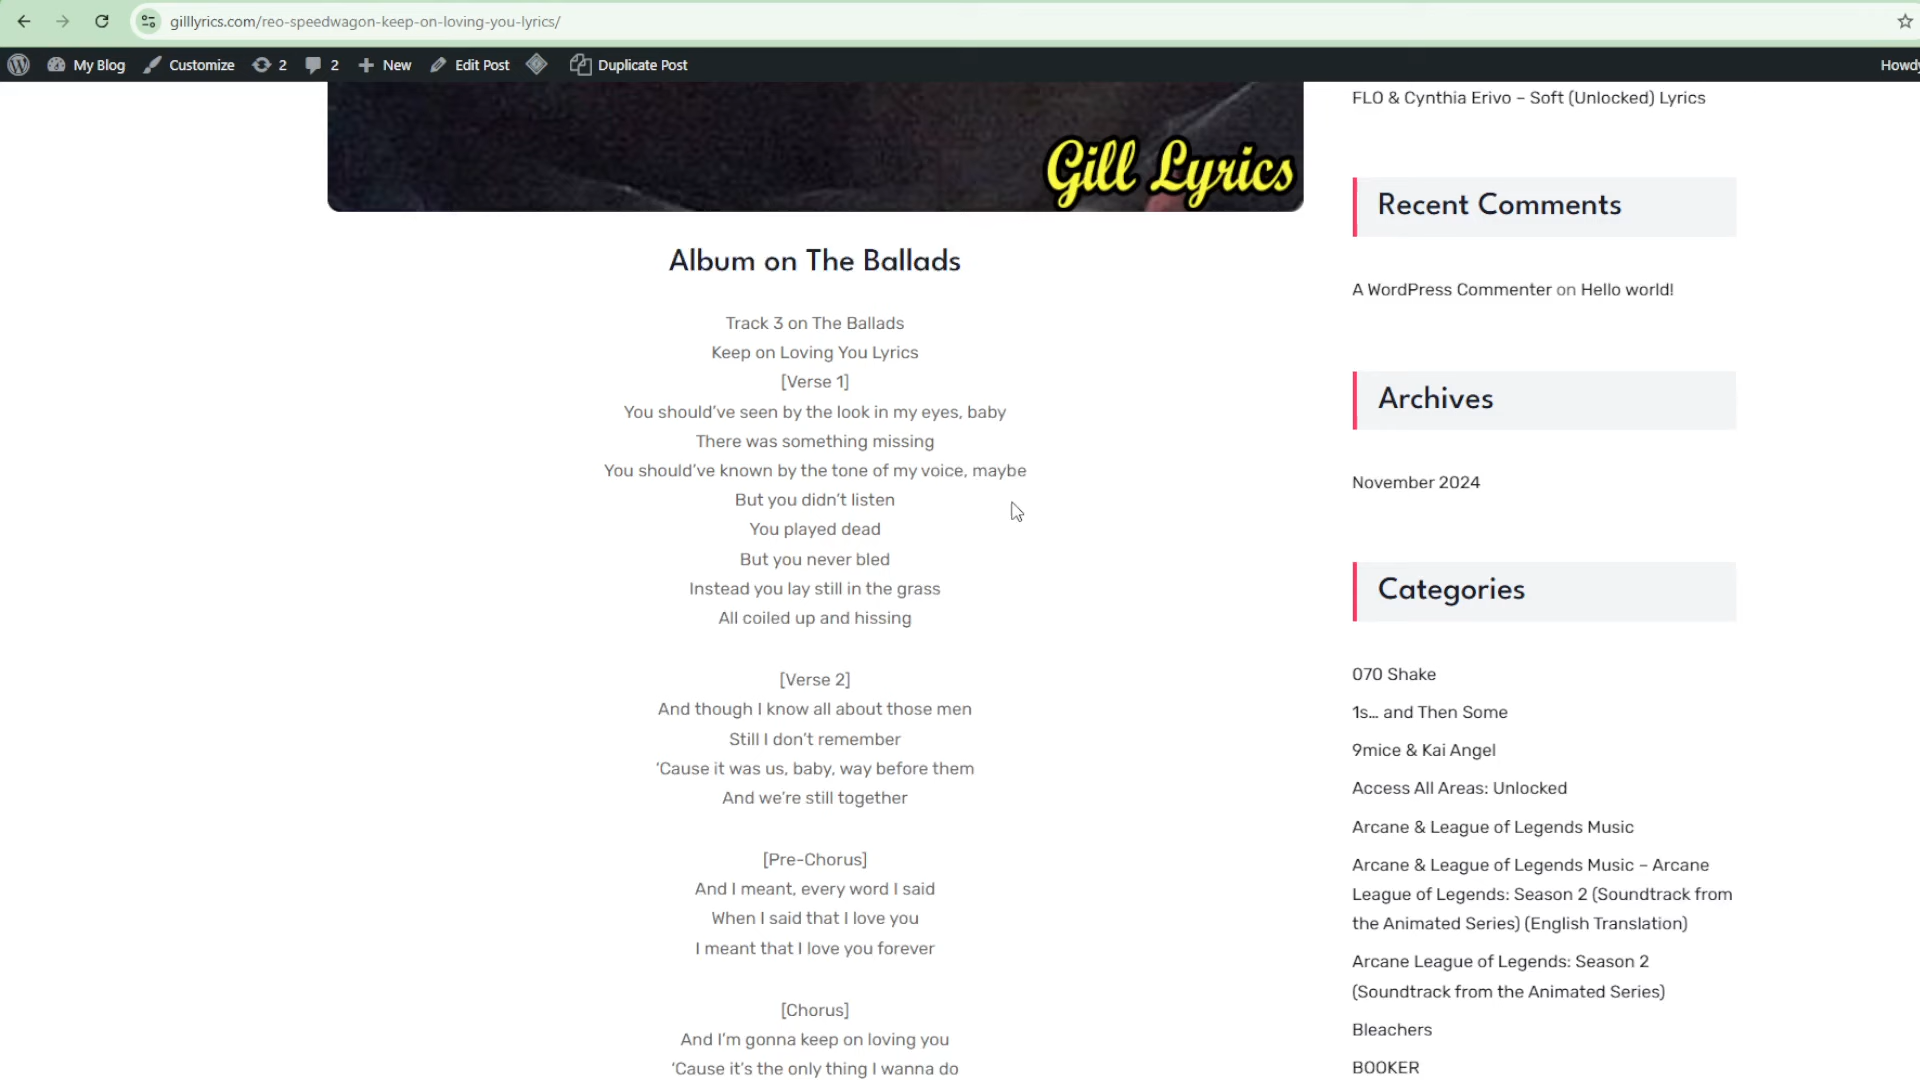 gilllyrics.com/reo-speedwagon-keep-on-loving-you-lyrics/
My Blog Customize 2 2 New Edit Post Duplicate Post Howdy
Gill Lyrics
Album on The Ballads
Track 3 on The Ballads
Keep on Loving You Lyrics
[Verse 1]
You should’ve seen by the look in my eyes, baby
There was something missing
You should’ve known by the tone of my voice, maybe
But you didn’t listen
You played dead
But you never bled
Instead you lay still in the grass
All coiled up and hissing
[Verse 2]
And though I know all about those men
Still I don’t remember
‘Cause it was us, baby, way before them
And we’re still together
[Pre-Chorus]
And I meant, every word I said
When I said that I love you
I meant that I love you forever
[Chorus]
And I’m gonna keep on loving you
‘Cause it’s the only thing I wanna do
FLO & Cynthia Erivo – Soft (Unlocked) Lyrics
Recent Comments
A WordPress Commenter on Hello world!
Archives
November 2024
Categories
070 Shake
1s… and Then Some
9mice & Kai Angel
Access All Areas: Unlocked
Arcane & League of Legends Music
Arcane & League of Legends Music – Arcane
League of Legends: Season 2 (Soundtrack from
the Animated Series) (English Translation)
Arcane League of Legends: Season 2
(Soundtrack from the Animated Series)
Bleachers
BOOKER